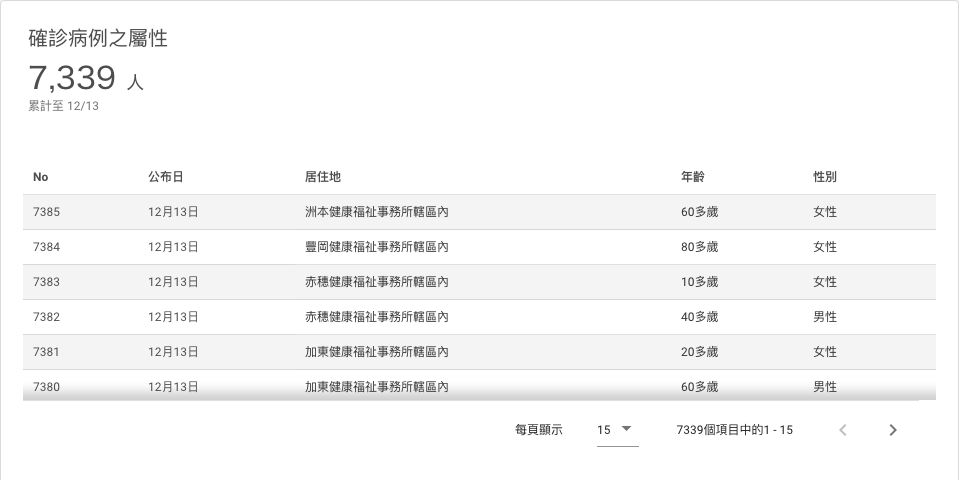 確診病例之屬性
7,339 人
累計至 12/13
No 公布日 居住地 年齡 性別
7385 12月13日 洲本健康福祉事務所轄區內 60多歲 女性
7384 12月13日 豐岡健康福祉事務所轄區內 80多歲 女性
7383 12月13日 赤穗健康福祉事務所轄區內 10多歲 女性
7382 12月13日 赤穗健康福祉事務所轄區內 40多歲 男性
7381 12月13日 加東健康福祉事務所轄區內 20多歲 女性
7380 12月13日 加東健康福祉事務所轄區內 60多歲 男性
每頁顯示 15 7339個項目中的1 - 15